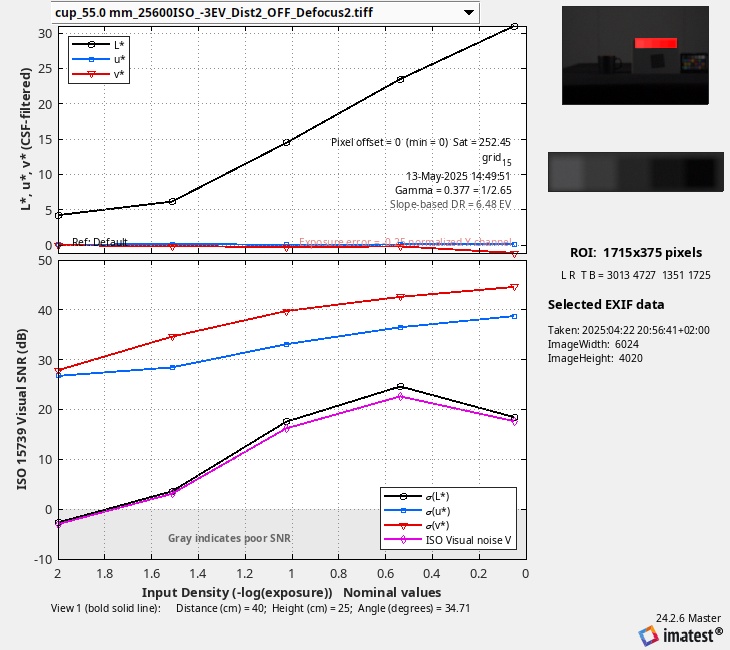 cup_55.0 mm_25600ISO_-3EV_Dist2_OFF_Defocus2.tiff
L*, u*, v* (CSF-filtered)
30
25
20
15
10
5
0
L*
u*
v*
Pixel offset = 0 (min = 0) Sat = 252.45
grid 15
13-May-2025 14:49:51
Gamma = 0.377 = 1/2.65
Slope-based DR = 6.48 EV
Ref: Default
Exposure error = -0.25 normalized Y channel
ISO 15739 Visual SNR (dB)
50
40
30
20
10
0
-10
σ(L*)
σ(u*)
σ(v*)
ISO Visual noise V
Gray indicates poor SNR
2 1.8 1.6 1.4 1.2 1 0.8 0.6 0.4 0.2 0
Input Density (-log(exposure)) Nominal values
View 1 (bold solid line): Distance (cm) = 40; Height (cm) = 25; Angle (degrees) = 34.71
ROI: 1715x375 pixels
L R T B = 3013 4727 1351 1725
Selected EXIF data
Taken: 2025:04:22 20:56:41+02:00
ImageWidth: 6024
ImageHeight: 4020
24.2.6 Master
imatest®